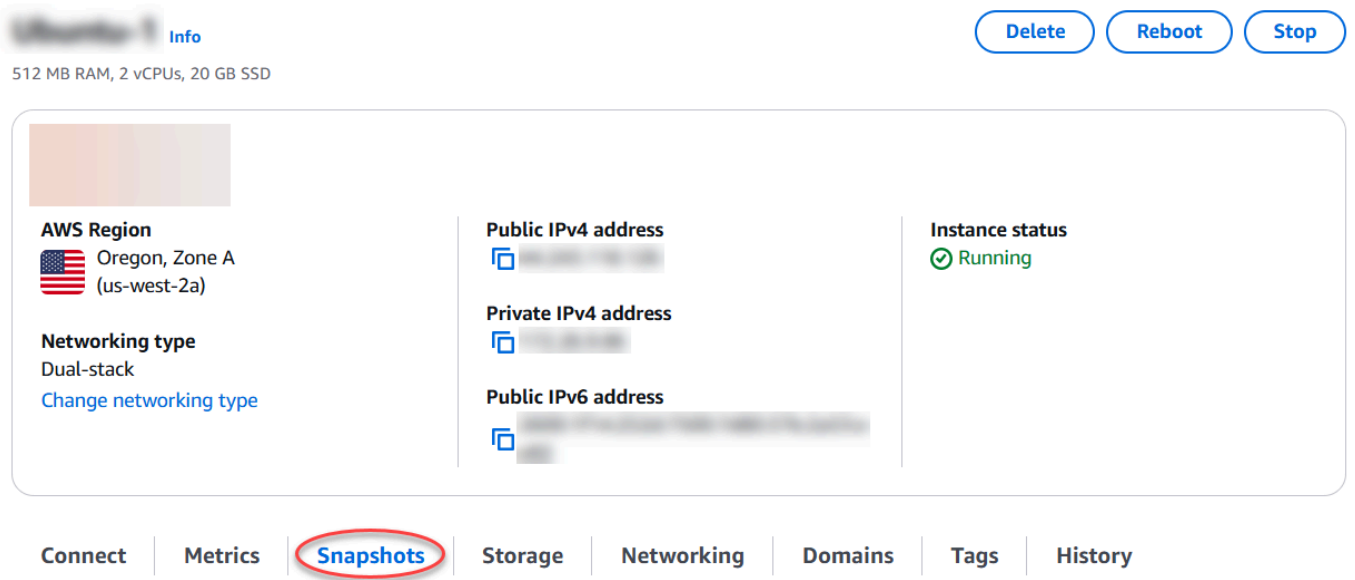 Info
Delete
Reboot
Stop
512 MB RAM, 2 vCPUs, 20 GB SSD
AWS Region
Oregon, Zone A
(us-west-2a)
Networking type
Dual-stack
Change networking type
Public IPv4 address
Private IPv4 address
Public IPv6 address
Instance status
Running
Connect
Metrics
Snapshots
Storage
Networking
Domains
Tags
History